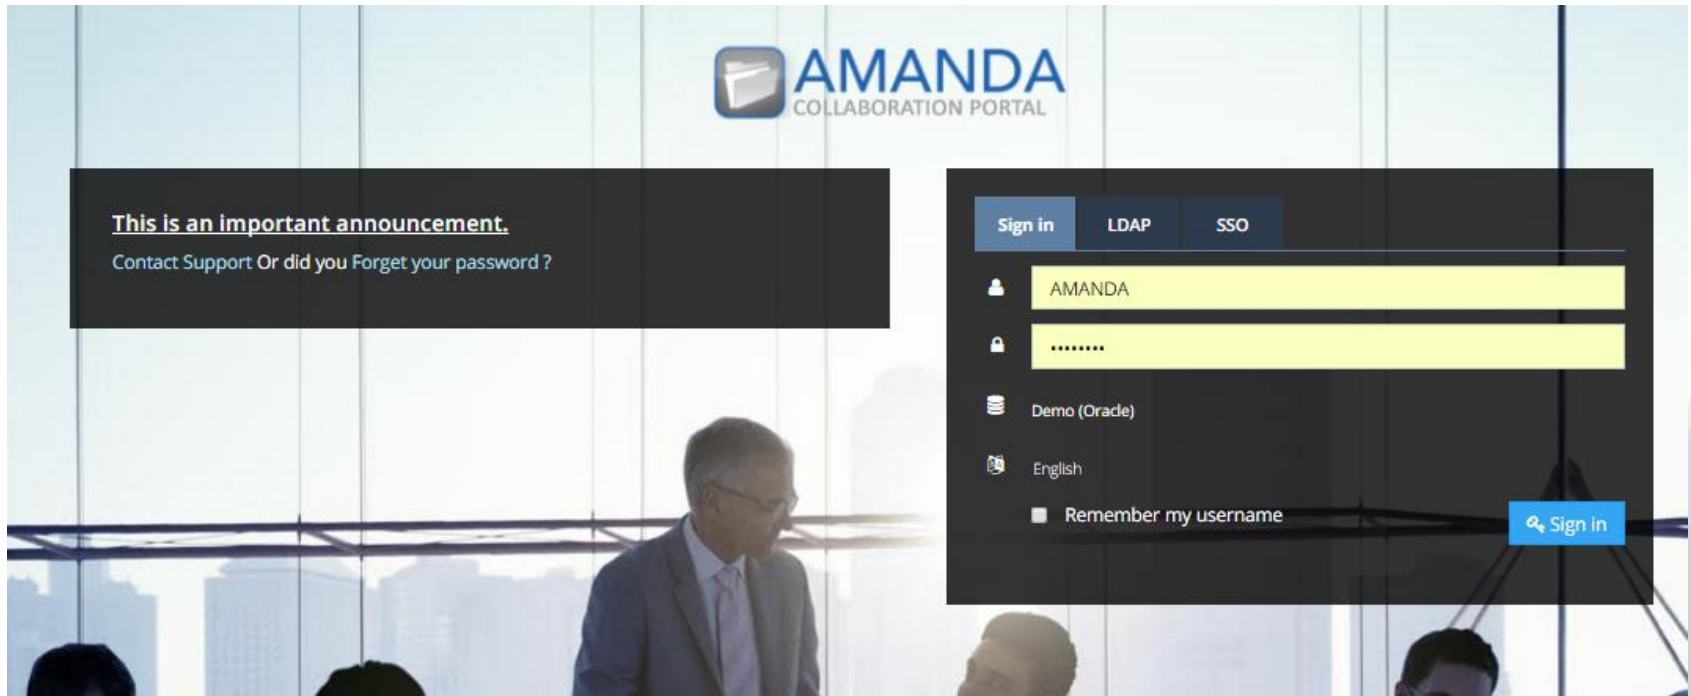 AMANDA
COLLABORATION PORTAL
This is an important announcement.
Contact Support Or did you Forget your password ?
Sign in LDAP SSO
AMANDA
••••••••
Demo (Oracle)
English
Remember my username
Sign in